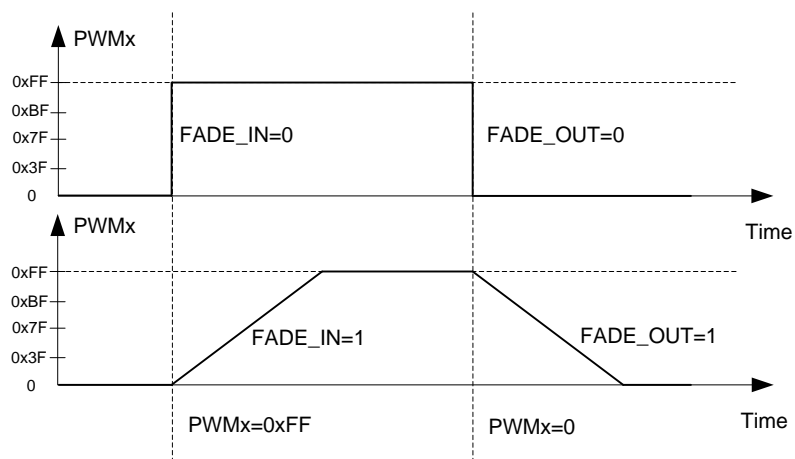 PWMx
0xFF
0xBF
0x7F
0x3F
0
FADE_IN=0
FADE_OUT=0
Time
PWMx
0xFF
0xBF
0x7F
0x3F
0
FADE_IN=1
FADE_OUT=1
Time
PWMx=0xFF
PWMx=0